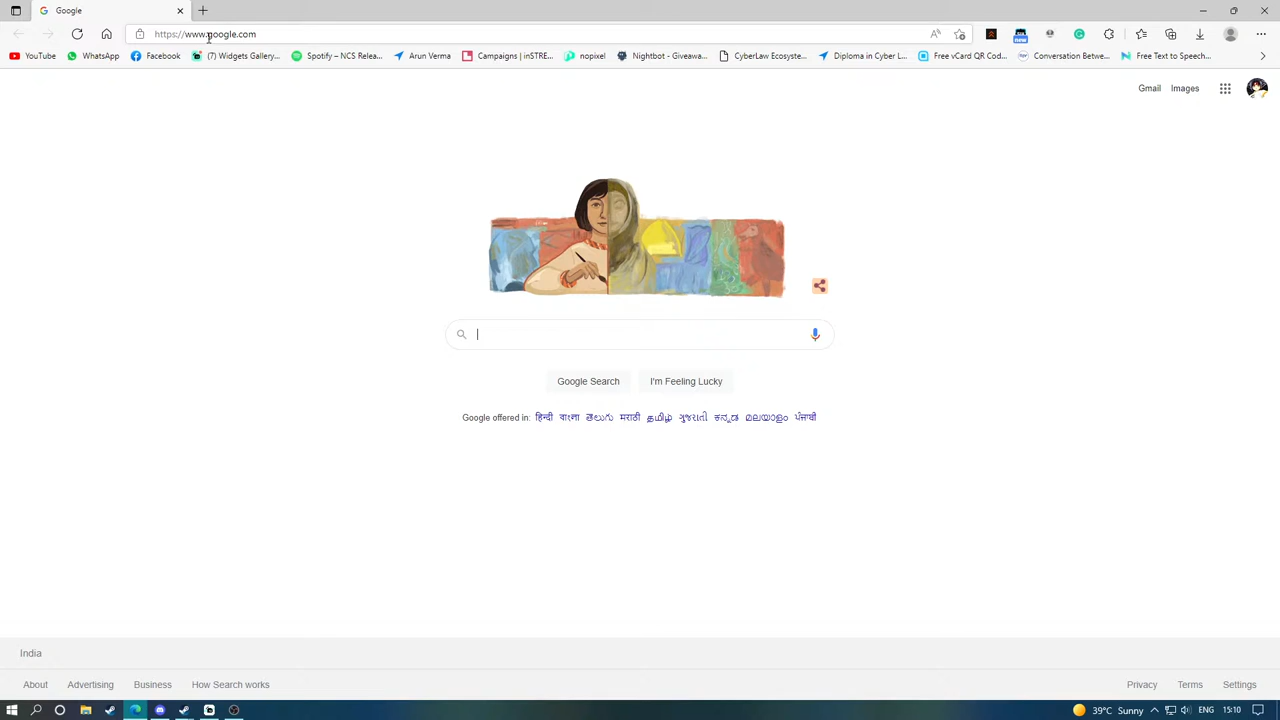 Google
https://www.google.com
new
YouTube
WhatsApp
Facebook
(7) Widgets Gallery...
Spotify – NCS Relea...
Arun Verma
Campaigns | inSTRE...
nopixel
Nightbot - Giveawa...
CyberLaw Ecosyste...
Diploma in Cyber L...
Free vCard QR Cod...
Conversation Betwe...
Free Text to Speech...
Gmail
Images
Google Search
I'm Feeling Lucky
Google offered in: हिन्दी বাংলা తెలుగు मराठी தமிழ் ગુજરાતી ಕನ್ನಡ മലയാളം ਪੰਜਾਬੀ
India
About
Advertising
Business
How Search works
Privacy
Terms
Settings
39°C Sunny
ENG
15:10